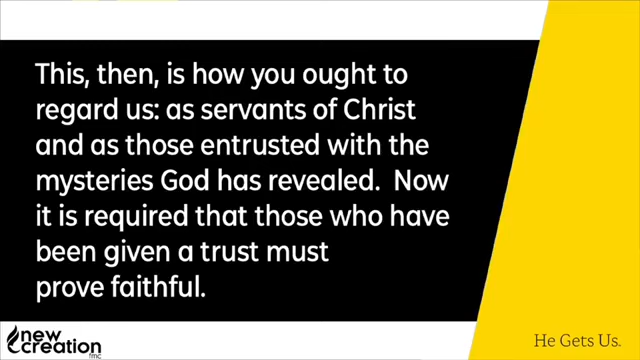 This, then, is how you ought to
regard us: as servants of Christ
and as those entrusted with the
mysteries God has revealed.  Now
it is required that those who have
been given a trust must
prove faithful.
new
creation
fmc
He Gets Us.